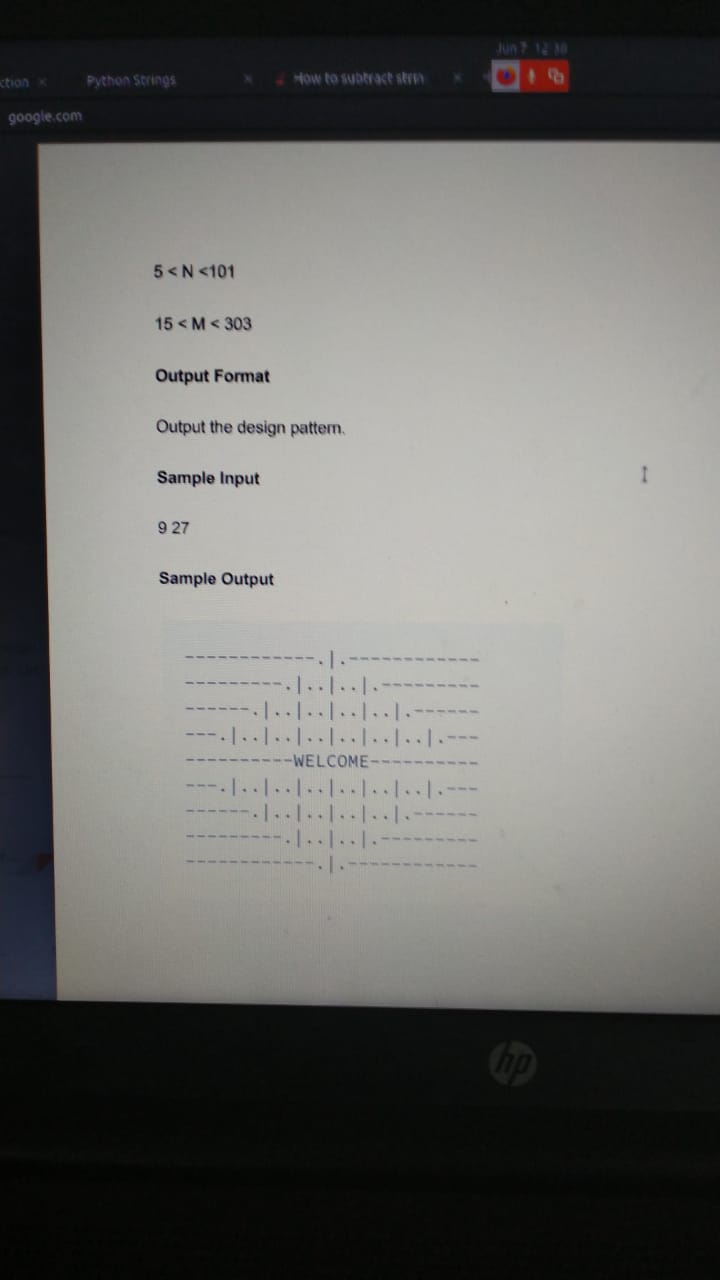 Jun 7 12:38
ction × Python Strings × How to subtract strin ×
google.com
5 < N <101
15 < M < 303
Output Format
Output the design pattern.
Sample Input
9 27
Sample Output
------------.|.------------
---------.|..|..|.---------
------.|..|..|..|..|.------
---.|..|..|..|..|..|..|.---
----------WELCOME----------
---.|..|..|..|..|..|..|.---
------.|..|..|..|..|.------
---------.|..|..|.---------
------------.|.------------
hp